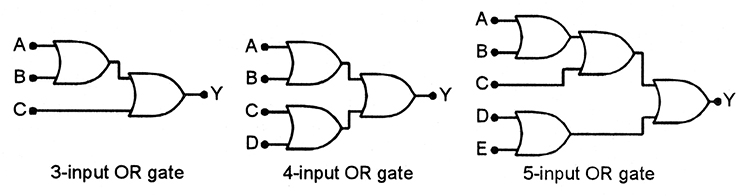 A
B
C
Y
3-input OR gate
A
B
C
D
Y
4-input OR gate
A
B
C
D
E
Y
5-input OR gate